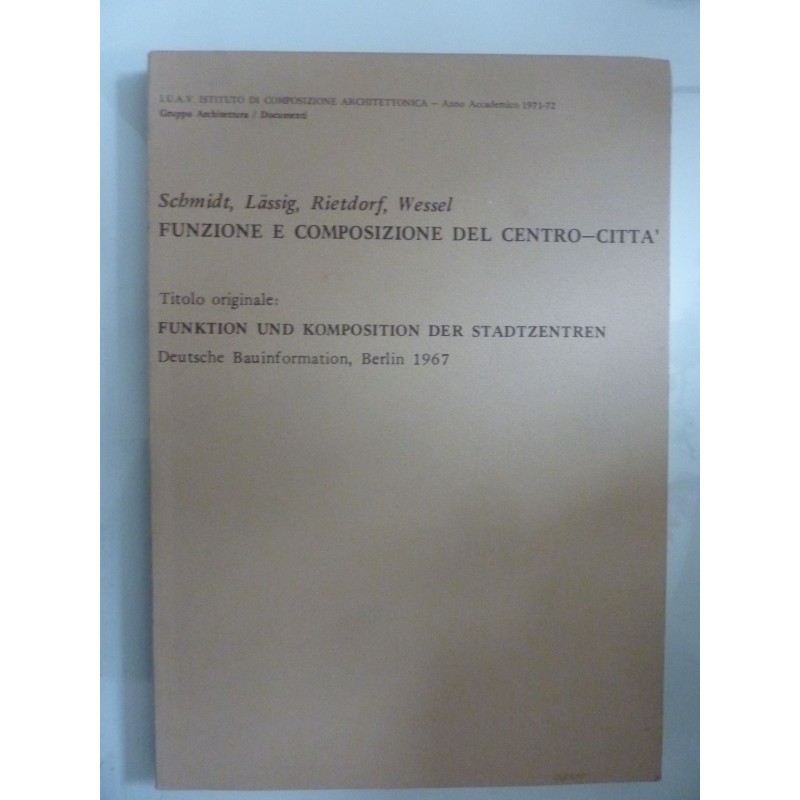 I.U.A.V. ISTITUTO DI COMPOSIZIONE ARCHITETTONICA — Anno Accademico 1971-72
Gruppo Architettura / Documenti
Schmidt, Lässig, Rietdorf, Wessel
FUNZIONE E COMPOSIZIONE DEL CENTRO—CITTA'
Titolo originale:
FUNKTION UND KOMPOSITION DER STADTZENTREN
Deutsche Bauinformation, Berlin 1967